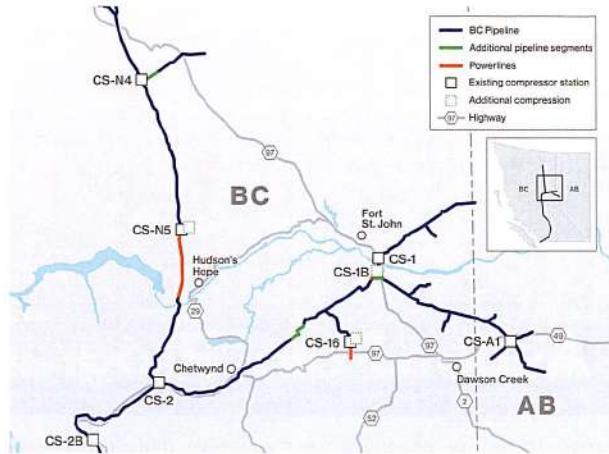 BC Pipeline
Additional pipeline segments
Powerlines
Existing compressor station
Additional compression
97 Highway
BC
AB
CS-N4
97
BC
Fort
St. John
CS-N5
Hudson's
Hope
CS-1
CS-1B
29
CS-16
CS-A1
49
97
97
Chetwynd
Dawson Creek
CS-2
2
AB
52
CS-2B